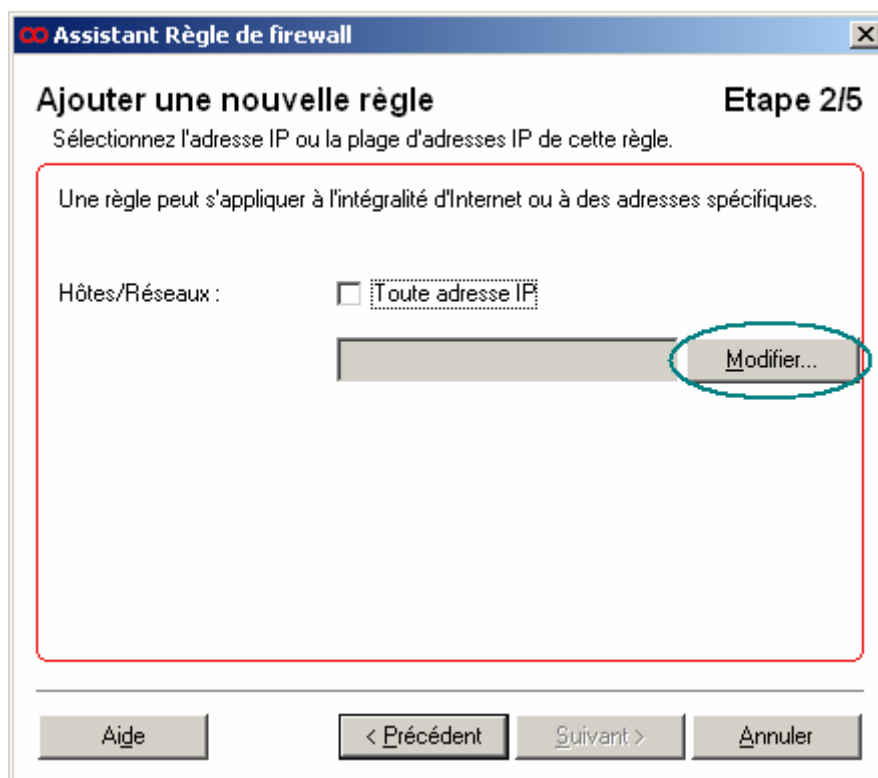 Assistant Règle de firewall
Ajouter une nouvelle règle Etape 2/5
Sélectionnez l'adresse IP ou la plage d'adresses IP de cette règle.
Une règle peut s'appliquer à l'intégralité d'Internet ou à des adresses spécifiques.
Hôtes/Réseaux : Toute adresse IP
Modifier...
Aide < Précédent Suivant > Annuler